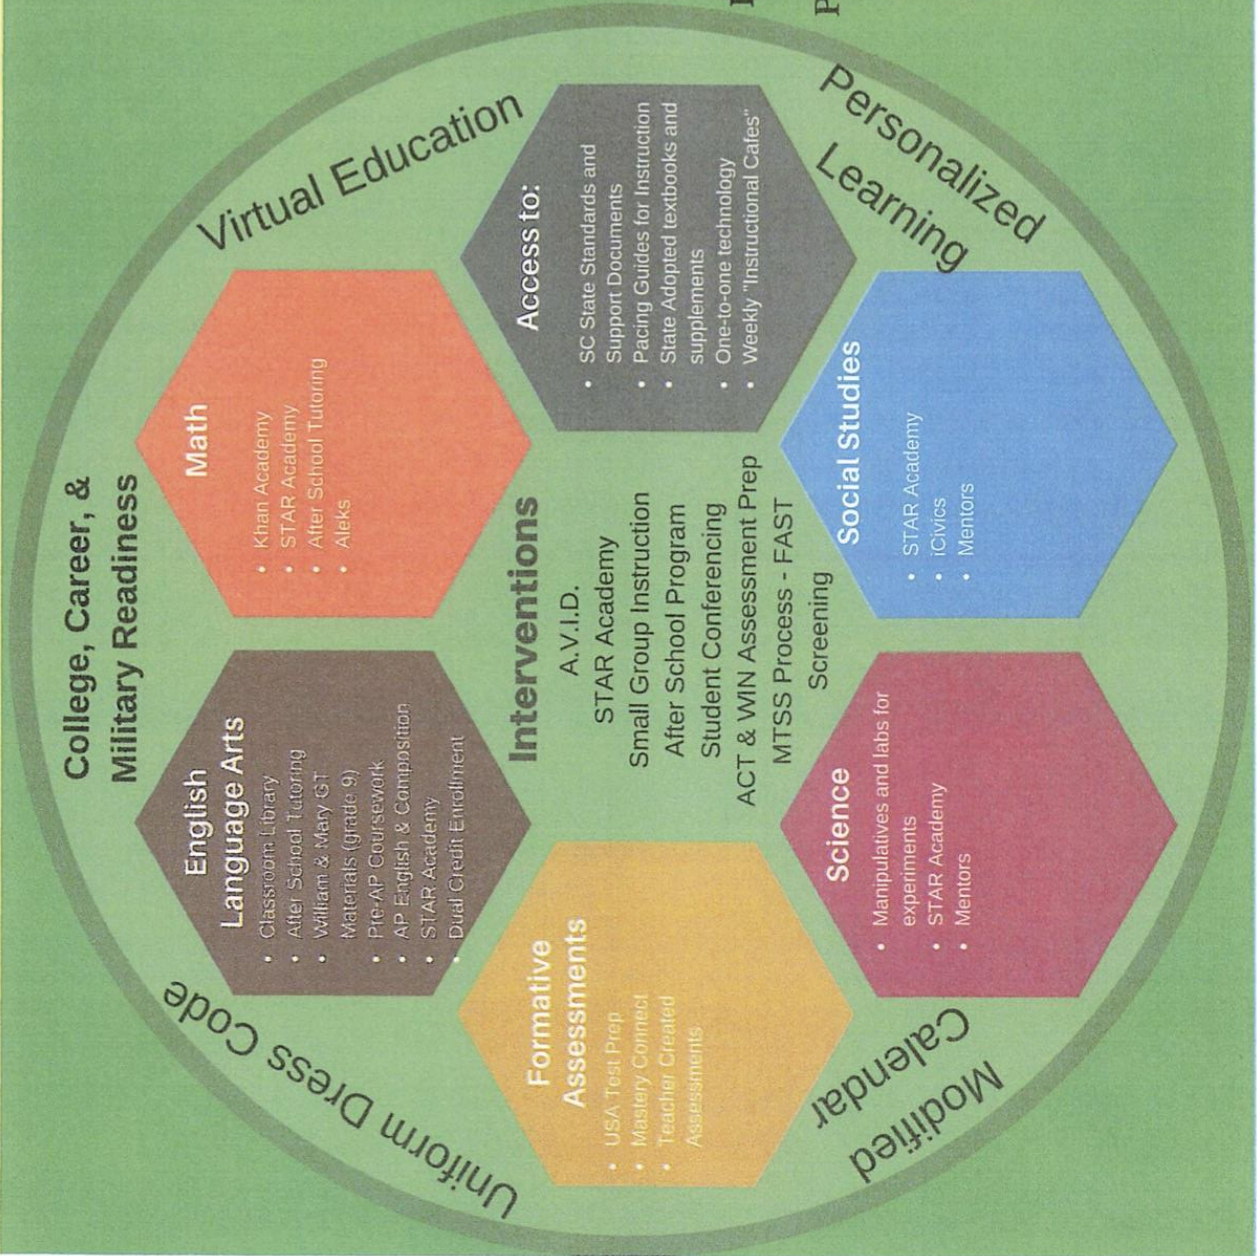 College, Career, &
Military Readiness
Uniform Dress Code
Virtual Education
English
Language Arts
• Classroom Library
• After School Tutoring
• William & Mary GT
Materials (grade 9)
• Pre-AP Coursework
• AP English & Composition
• STAR Academy
• Dual Credit Enrollment
Math
• Khan Academy
• STAR Academy
• After School Tutoring
• Aleks
Formative
Assessments
• USA Test Prep
• Mastery Connect
• Teacher Created
Assessments
Interventions
A.V.I.D.
STAR Academy
Small Group Instruction
After School Program
Student Conferencing
ACT & WIN Assessment Prep
MTSS Process - FAST
Screening
Access to:
• SC State Standards and
Support Documents
• Pacing Guides for Instruction
• State Adopted textbooks and
supplements
• One-to-one technology
• Weekly "Instructional Cafes"
Science
• Manipulatives and labs for
experiments
• STAR Academy
• Mentors
Social Studies
• STAR Academy
• iCivics
• Mentors
Modified
Calendar
Personalized
Learning